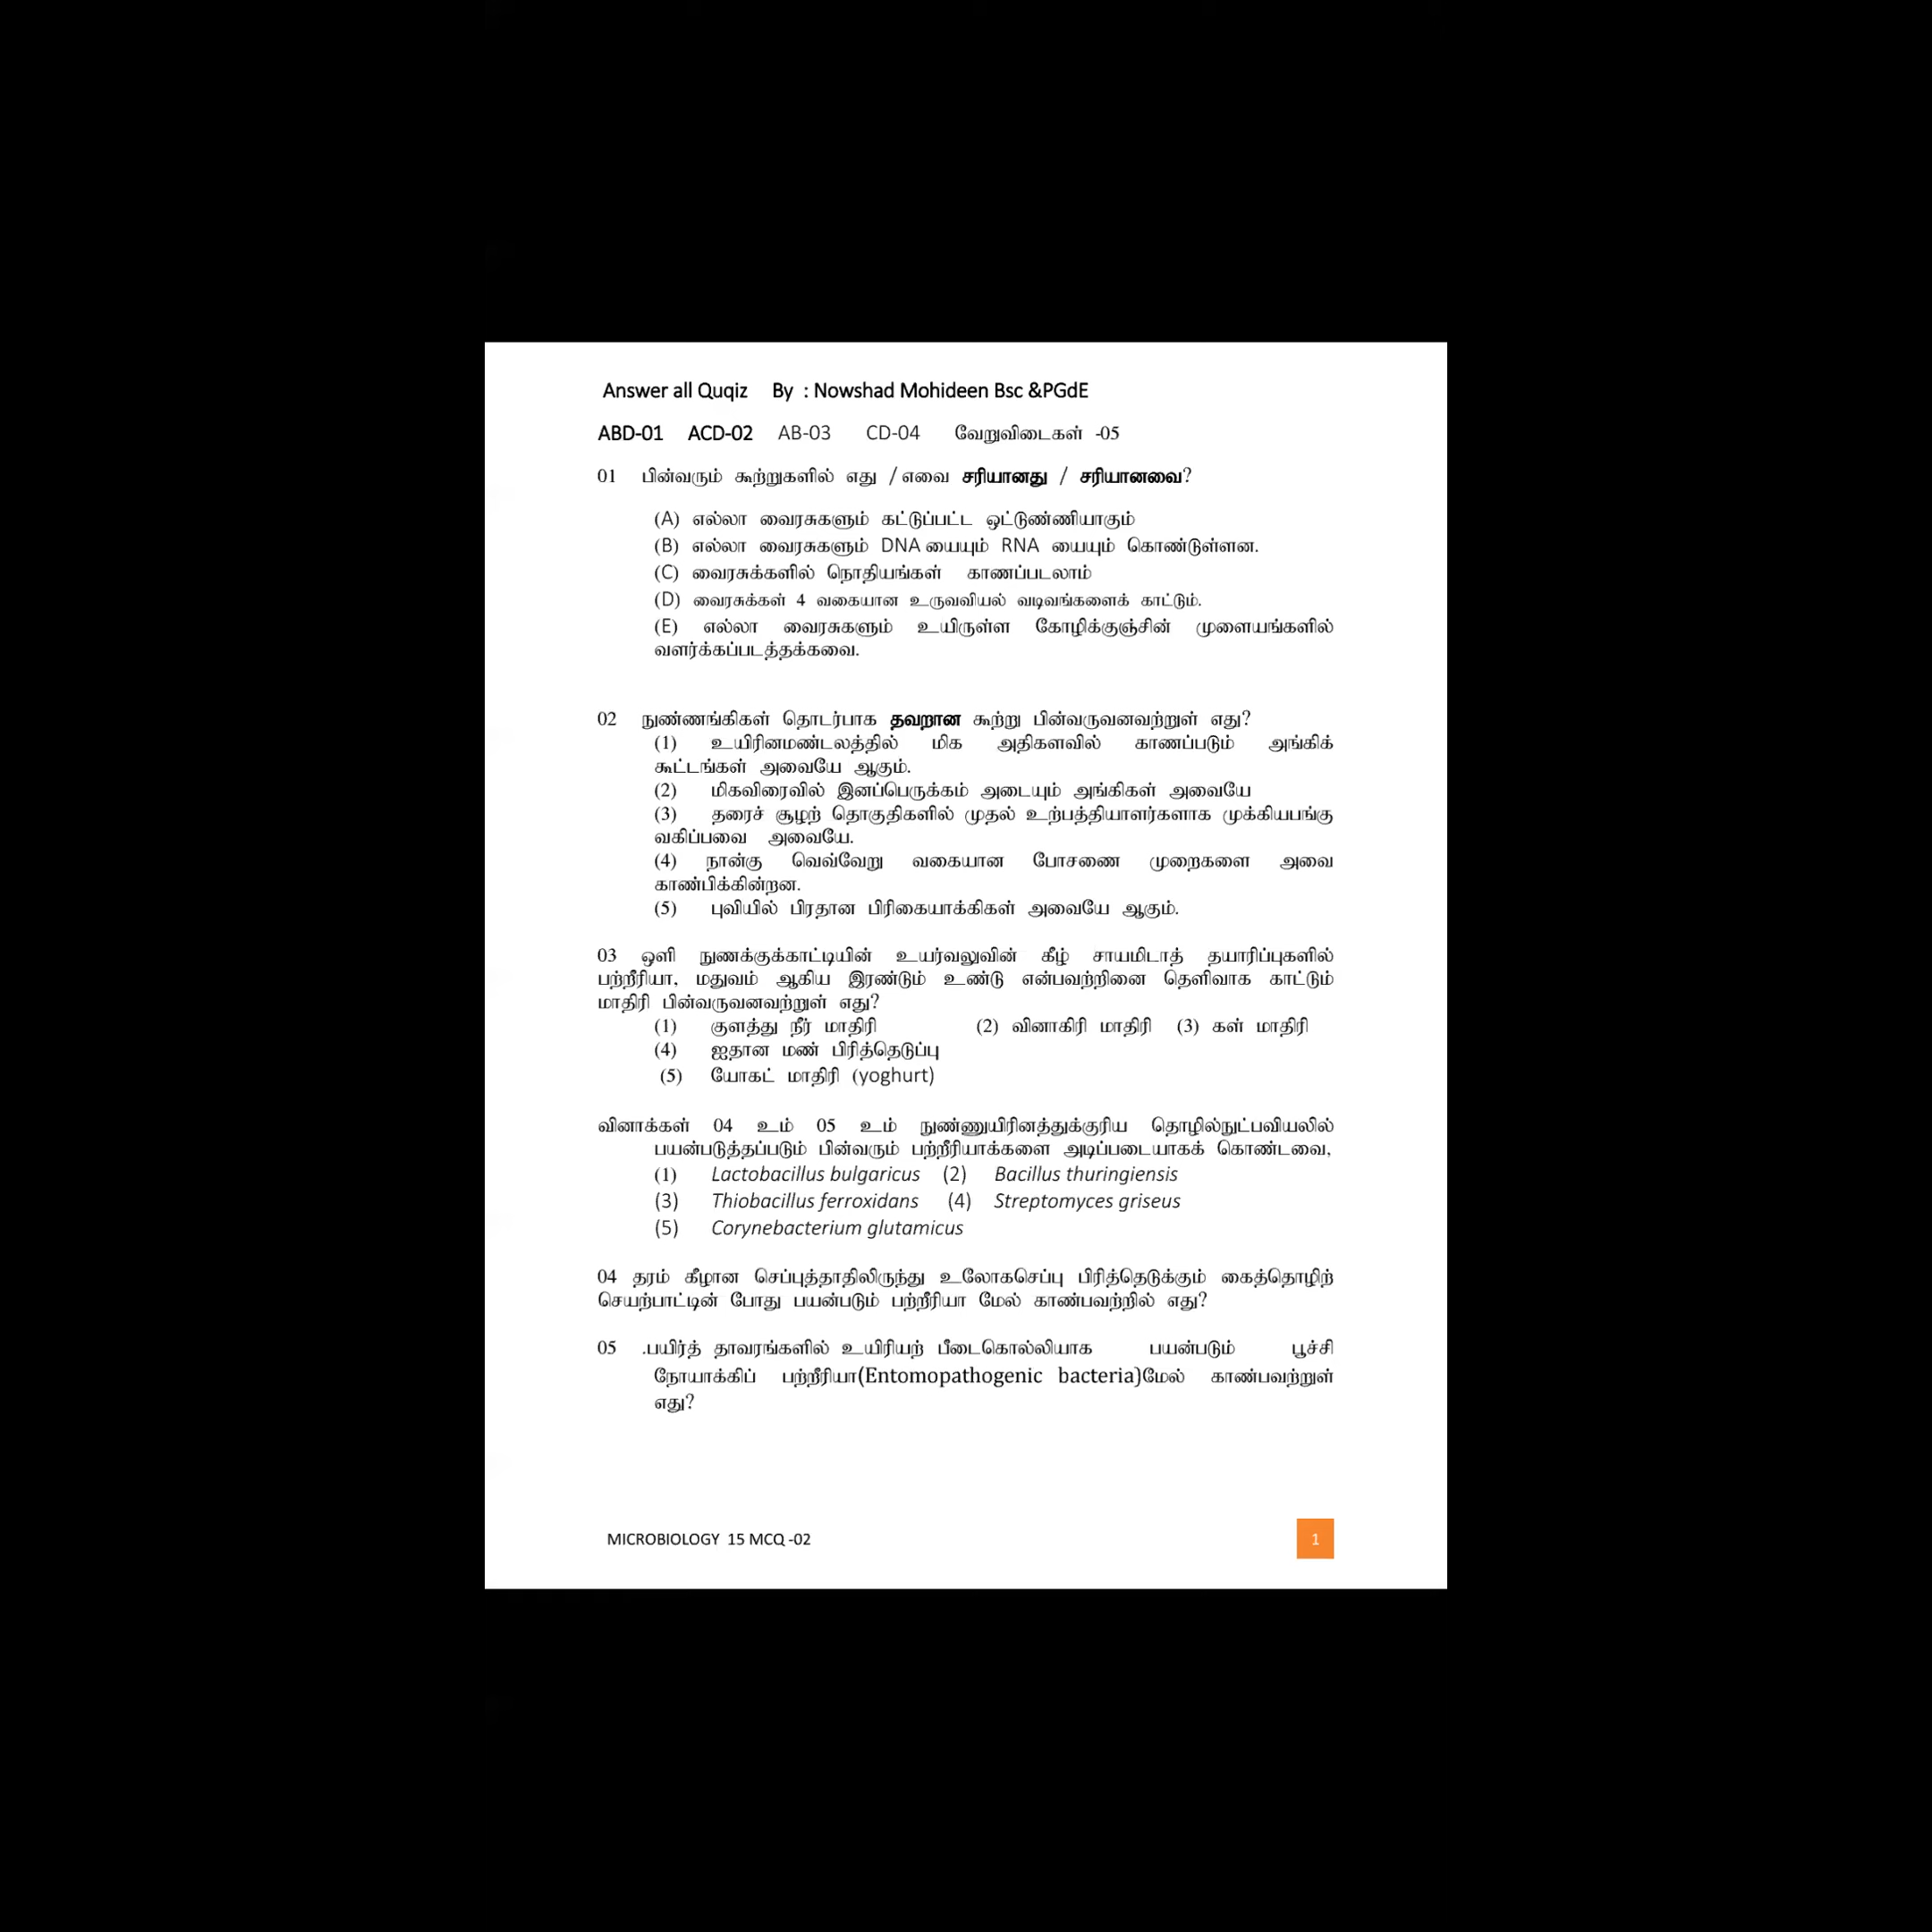 Answer all Quqiz By : Nowshad Mohideen Bsc &PGdE
ABD-01 ACD-02 AB-03 CD-04 வேறுவிடைகள் -05
01 பின்வரும் கூற்றுகளில் எது / எவை சரியானது / சரியானவை?
(A) எல்லா வைரசுகளும் கட்டுப்பட்ட ஒட்டுண்ணியாகும்
(B) எல்லா வைரசுகளும் DNA யையும் RNA யையும் கொண்டுள்ளன.
(C) வைரசுக்களில் நொதியங்கள் காணப்படலாம்
(D) வைரசுக்கள் 4 வகையான உருவவியல் வடிவங்களைக் காட்டும்.
(E) எல்லா வைரசுகளும் உயிருள்ள கோழிக்குஞ்சின் முளையங்களில்
வளர்க்கப்படத்தக்கவை.
02 நுண்ணங்கிகள் தொடர்பாக தவறான கூற்று பின்வருவனவற்றுள் எது?
(1) உயிரினமண்டலத்தில் மிக அதிகளவில் காணப்படும் அங்கிக்
கூட்டங்கள் அவையே ஆகும்.
(2) மிகவிரைவில் இனப்பெருக்கம் அடையும் அங்கிகள் அவையே
(3) தரைச் சூழற் தொகுதிகளில் முதல் உற்பத்தியாளர்களாக முக்கியபங்கு
வகிப்பவை அவையே.
(4) நான்கு வெவ்வேறு வகையான போசணை முறைகளை அவை
காண்பிக்கின்றன.
(5) புவியில் பிரதான பிரிகையாக்கிகள் அவையே ஆகும்.
03 ஒளி நுணக்குக்காட்டியின் உயர்வலுவின் கீழ் சாயமிடாத் தயாரிப்புகளில்
பற்றீரியா, மதுவம் ஆகிய இரண்டும் உண்டு என்பவற்றினை தெளிவாக காட்டும்
மாதிரி பின்வருவனவற்றுள் எது?
(1) குளத்து நீர் மாதிரி (2) வினாகிரி மாதிரி (3) கள் மாதிரி
(4) ஐதான மண் பிரித்தெடுப்பு
(5) யோகட் மாதிரி (yoghurt)
வினாக்கள் 04 உம் 05 உம் நுண்ணுயிரினத்துக்குரிய தொழில்நுட்பவியலில்
பயன்படுத்தப்படும் பின்வரும் பற்றீரியாக்களை அடிப்படையாகக் கொண்டவை,
(1) Lactobacillus bulgaricus (2) Bacillus thuringiensis
(3) Thiobacillus ferroxidans (4) Streptomyces griseus
(5) Corynebacterium glutamicus
04 தரம் கீழான செப்புத்தாதிலிருந்து உலோகசெப்பு பிரித்தெடுக்கும் கைத்தொழிற்
செயற்பாட்டின் போது பயன்படும் பற்றீரியா மேல் காண்பவற்றில் எது?
05 .பயிர்த் தாவரங்களில் உயிரியற் பீடைகொல்லியாக பயன்படும் பூச்சி
நோயாக்கிப் பற்றீரியா(Entomopathogenic bacteria)மேல் காண்பவற்றுள்
எது?
MICROBIOLOGY 15 MCQ -02
1